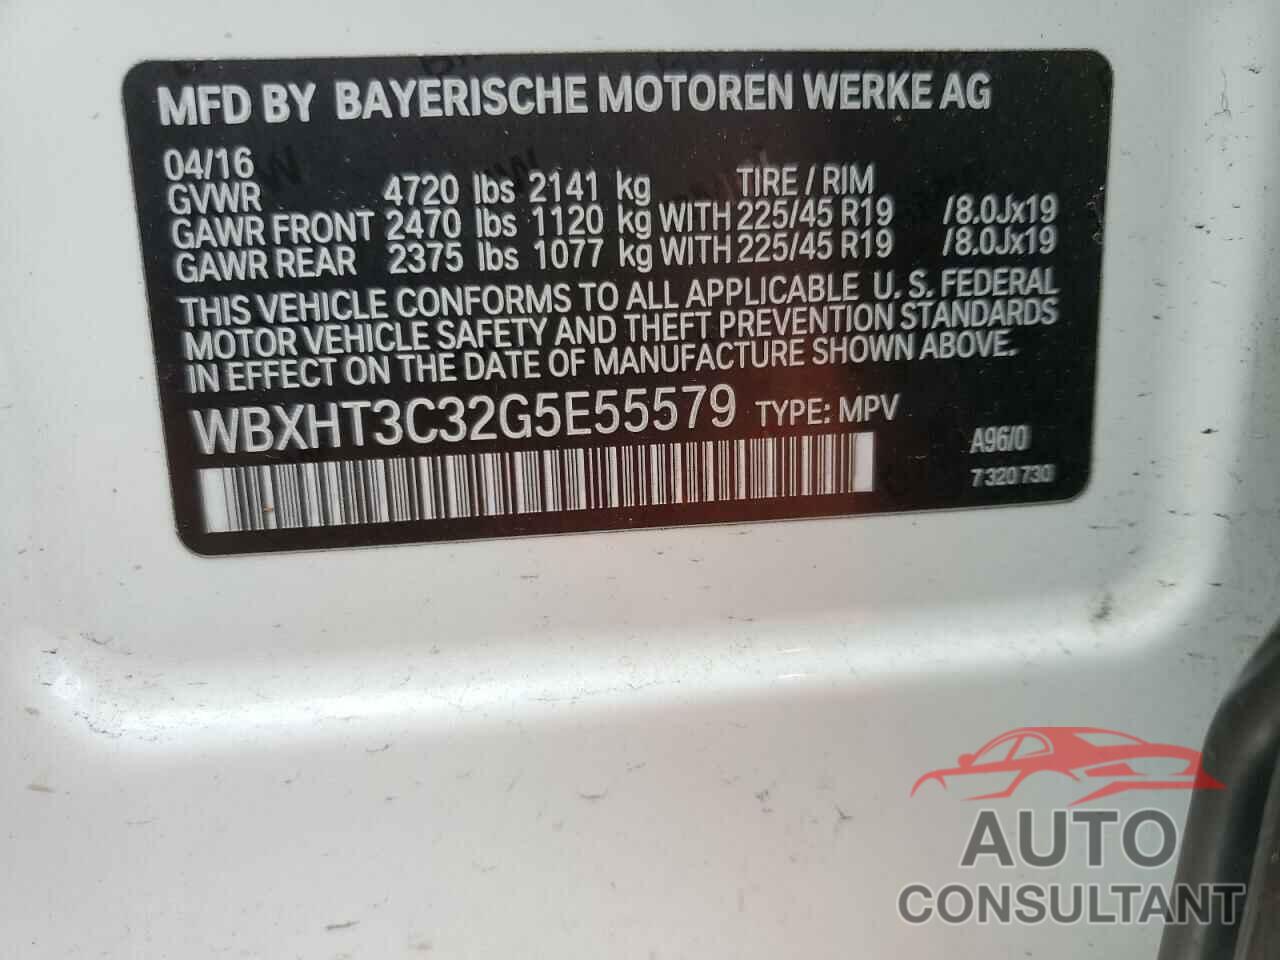 MFD BY BAYERISCHE MOTOREN WERKE AG
04/16
GVWR 4720 lbs 2141 kg TIRE / RIM
GAWR FRONT 2470 lbs 1120 kg WITH 225/45 R19 /8.0Jx19
GAWR REAR 2375 lbs 1077 kg WITH 225/45 R19 /8.0Jx19
THIS VEHICLE CONFORMS TO ALL APPLICABLE U. S. FEDERAL
MOTOR VEHICLE SAFETY AND THEFT PREVENTION STANDARDS
IN EFFECT ON THE DATE OF MANUFACTURE SHOWN ABOVE.
WBXHT3C32G5E55579 TYPE: MPV
A96/0
7 320 730
AUTO
CONSULTANT